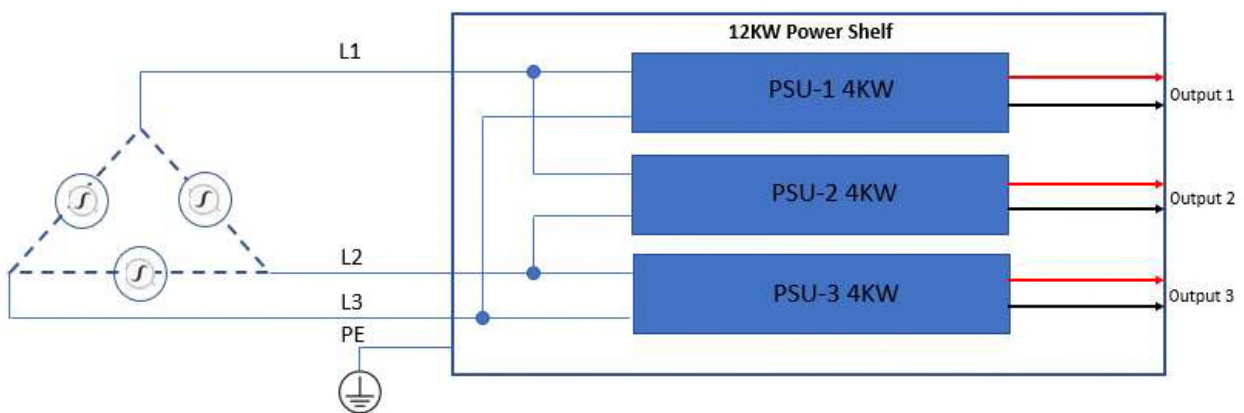 12KW Power Shelf
L1
PSU-1 4KW
Output 1
PSU-2 4KW
Output 2
L2
PSU-3 4KW
Output 3
L3
PE